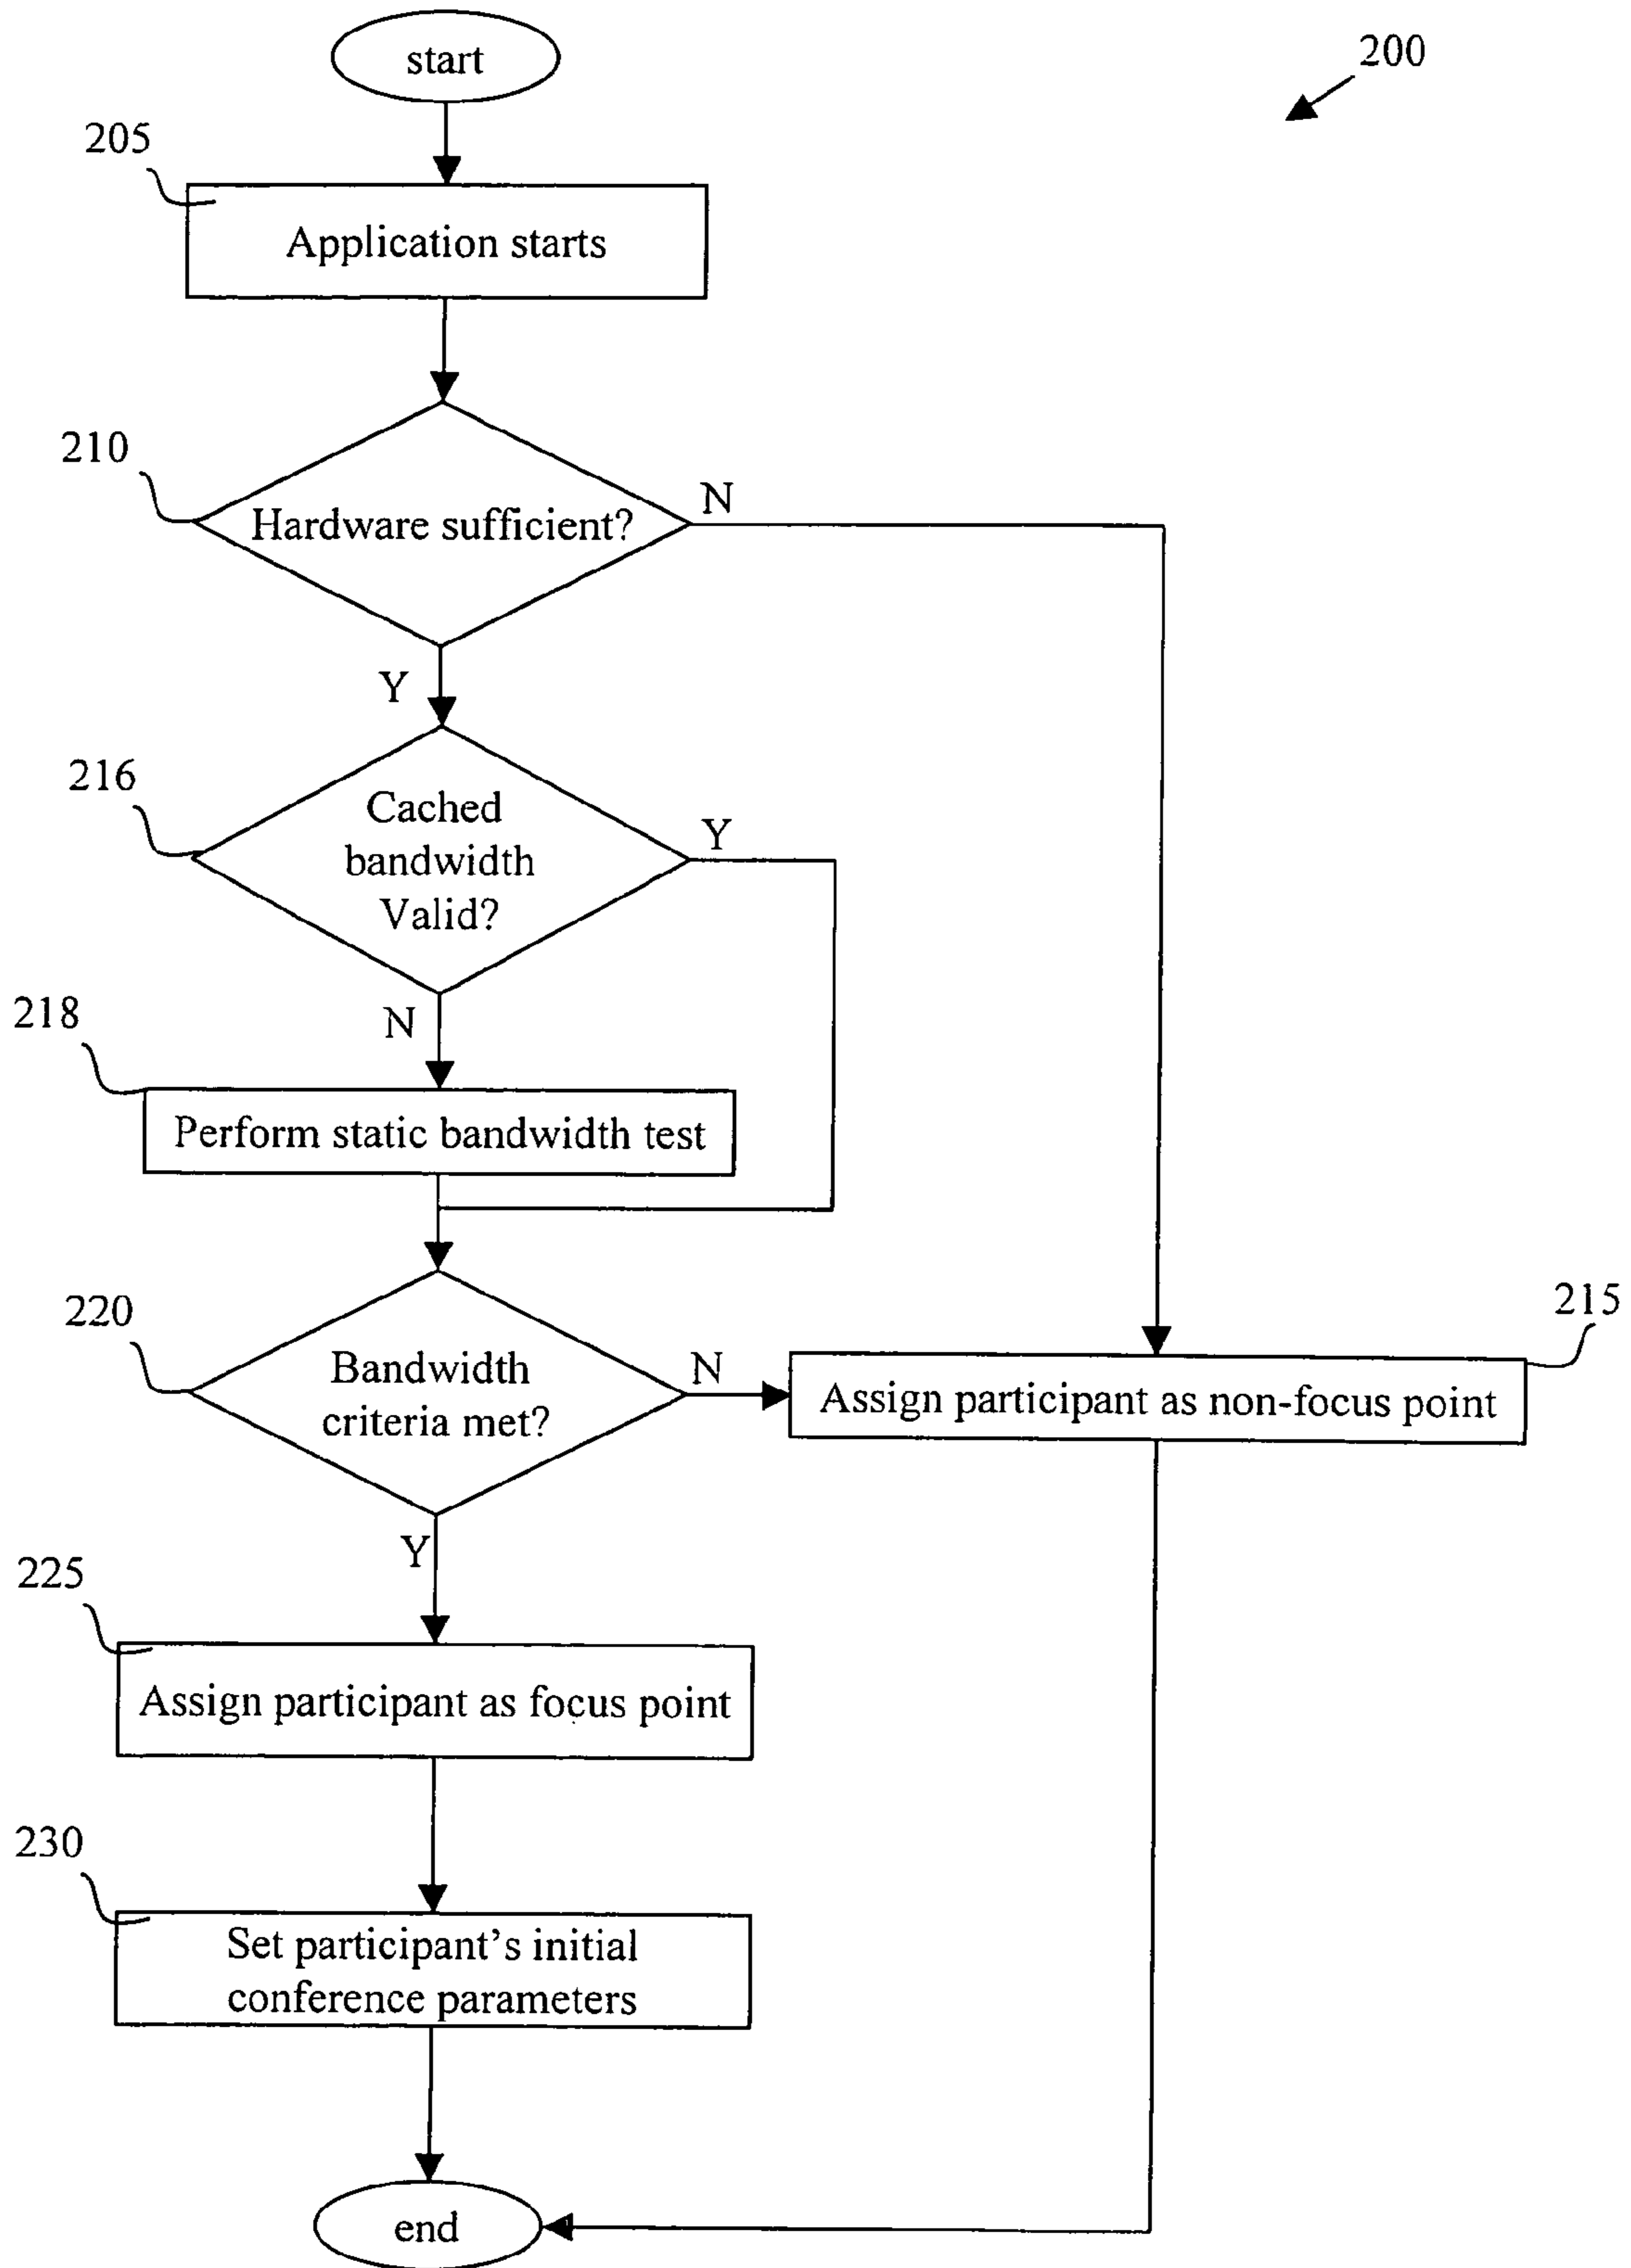 start
200
205
Application starts
210
Hardware sufficient?
N
Y
216
Cached
bandwidth
Valid?
Y
N
218
Perform static bandwidth test
220
Bandwidth
criteria met?
N
215
Assign participant as non-focus point
Y
225
Assign participant as focus point
230
Set participant's initial
conference parameters
end